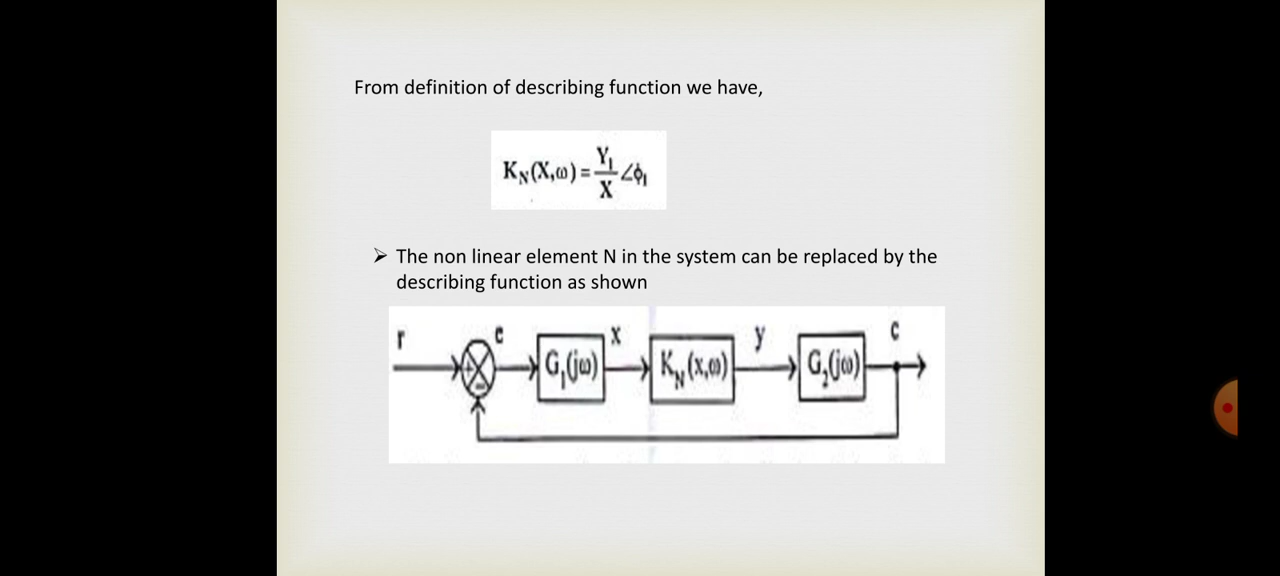 From definition of describing function we have,
K_N(X,ω) = Y₁/X ∠ϕ₁
➢ The non linear element N in the system can be replaced by the
describing function as shown
r e G₁(jω) x K_N(x,ω) y G₂(jω) c
+
−